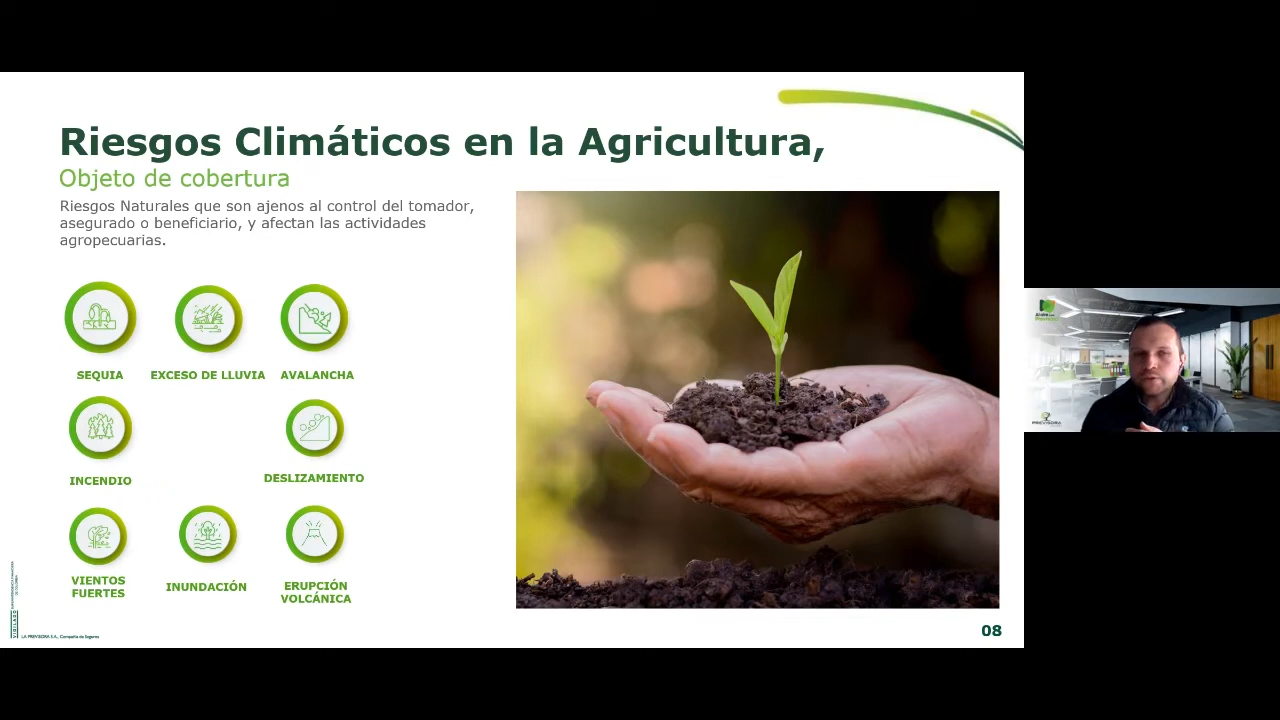 Riesgos Climáticos en la Agricultura,
Objeto de cobertura
Riesgos Naturales que son ajenos al control del tomador,
asegurado o beneficiario, y afectan las actividades
agropecuarias.
SEQUIA
EXCESO DE LLUVIA
AVALANCHA
INCENDIO
DESLIZAMIENTO
VIENTOS
FUERTES
INUNDACIÓN
ERUPCIÓN
VOLCÁNICA
VIGILADO
LA PREVISORA S.A., Compañía de Seguros
08
PREVISORA